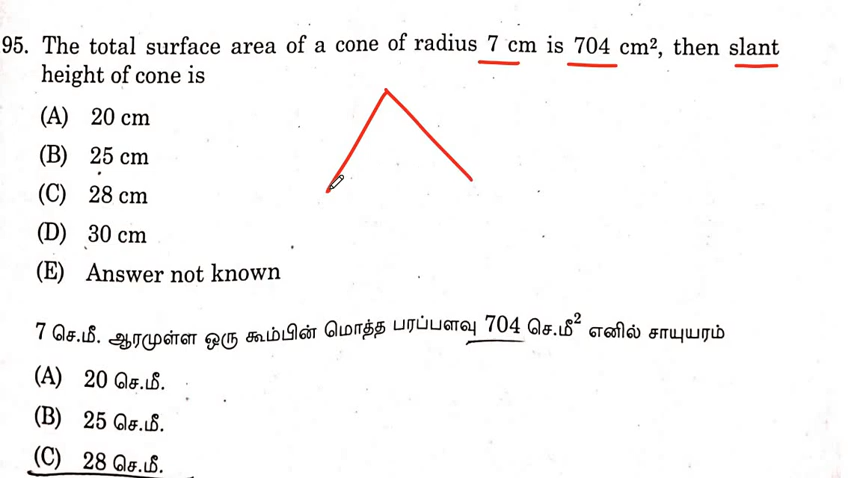 95. The total surface area of a cone of radius 7 cm is 704 cm², then slant
height of cone is
(A) 20 cm
(B) 25 cm
(C) 28 cm
(D) 30 cm
(E) Answer not known
7 செ.மீ. ஆரமுள்ள ஒரு கூம்பின் மொத்த பரப்பளவு 704 செ.மீ² எனில் சாயுயரம்
(A) 20 செ.மீ.
(B) 25 செ.மீ.
(C) 28 செ.மீ.